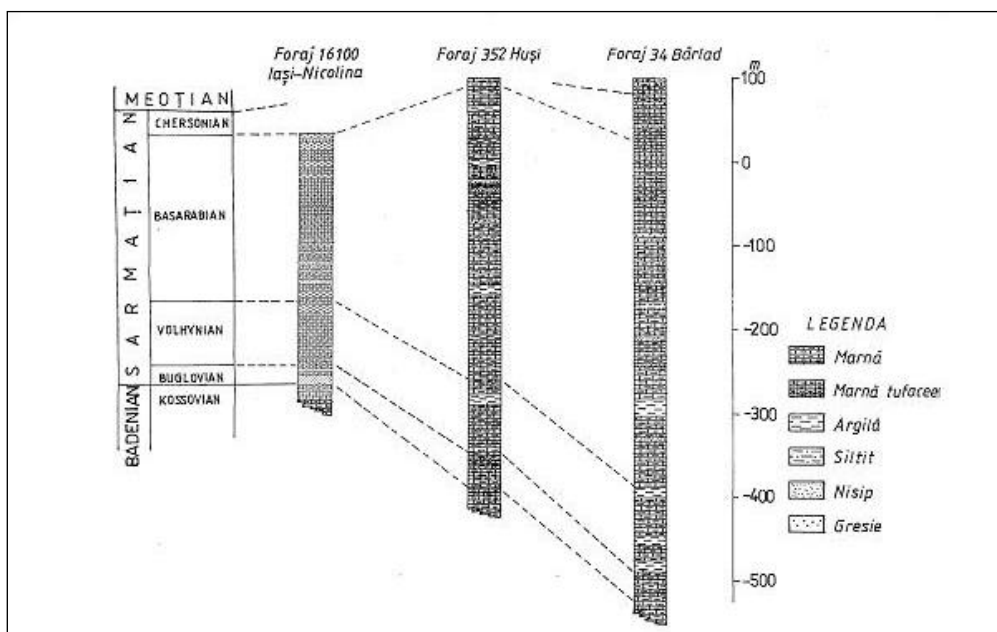 Foraj 16100
Iași-Nicolina
Foraj 352 Huși
Foraj 34 Bârlad
m
100
0
-100
-200
-300
-400
-500
MEOȚIAN
SARMAȚIAN
CHERSONIAN
BASARABIAN
VOLHYNIAN
BUGLOVIAN
BADENIAN
KOSSOVIAN
LEGENDA
Marnă
Marnă tufacee
Argilă
Siltit
Nisip
Gresie